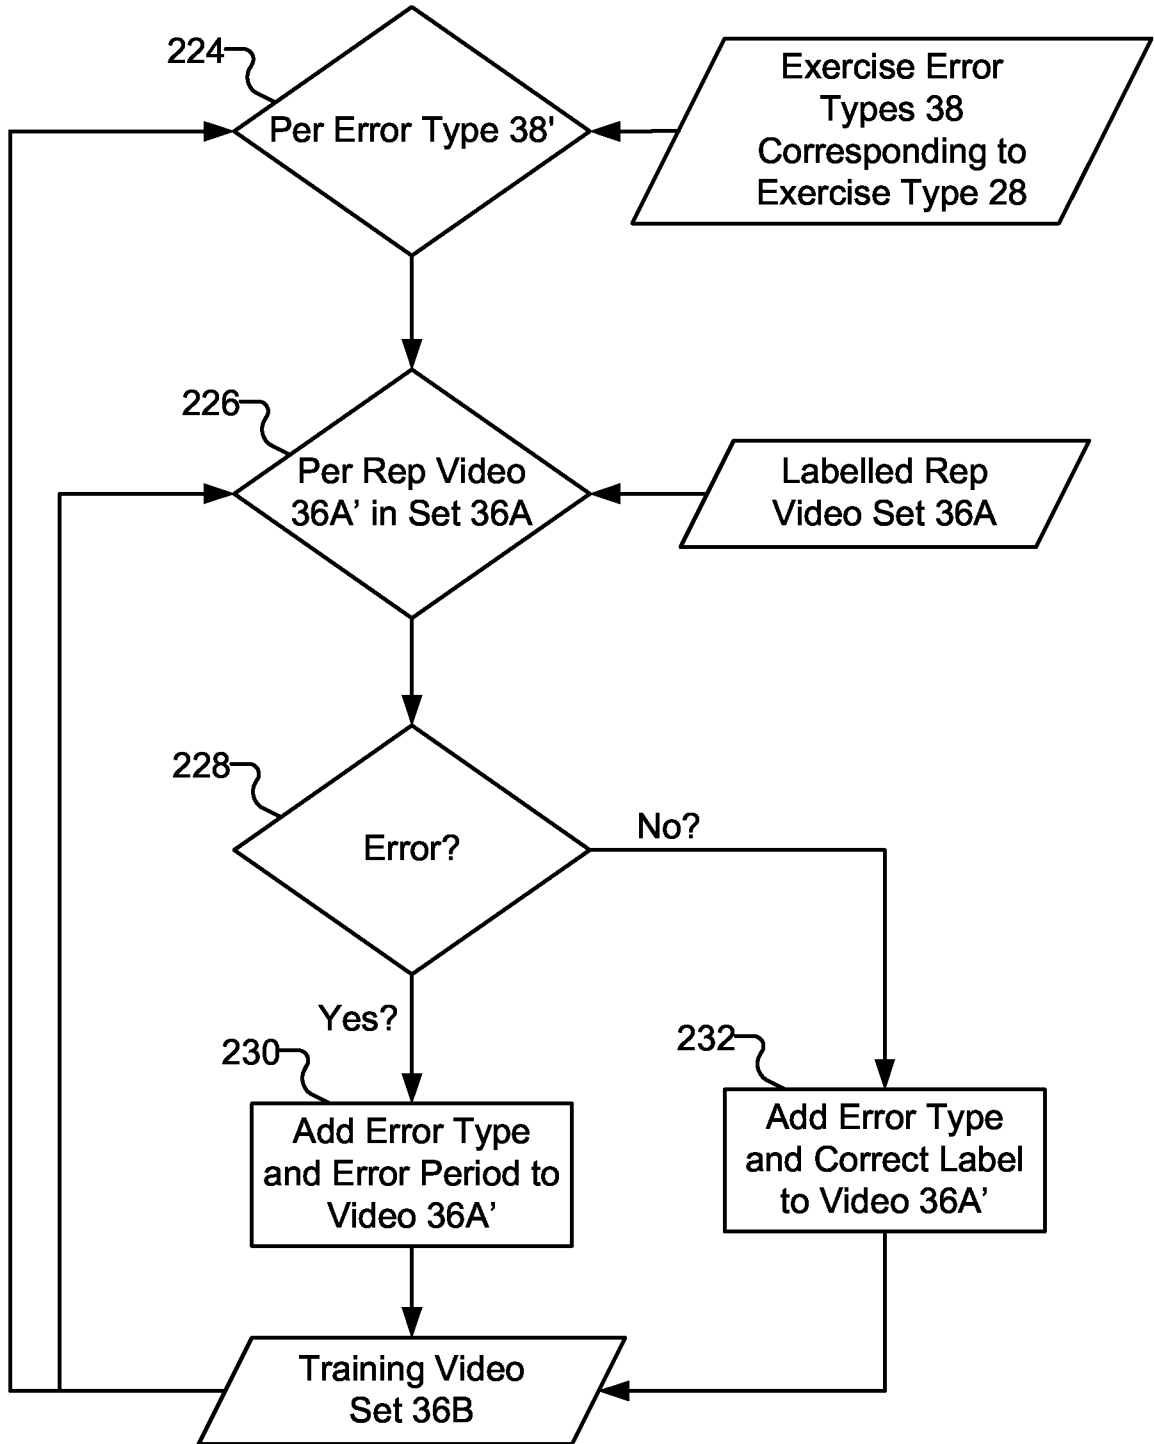 224
Per Error Type 38'
Exercise Error
Types 38
Corresponding to
Exercise Type 28
226
Per Rep Video
36A’ in Set 36A
Labelled Rep
Video Set 36A
228
Error?
No?
Yes?
230
Add Error Type
and Error Period to
Video 36A’
232
Add Error Type
and Correct Label
to Video 36A’
Training Video
Set 36B